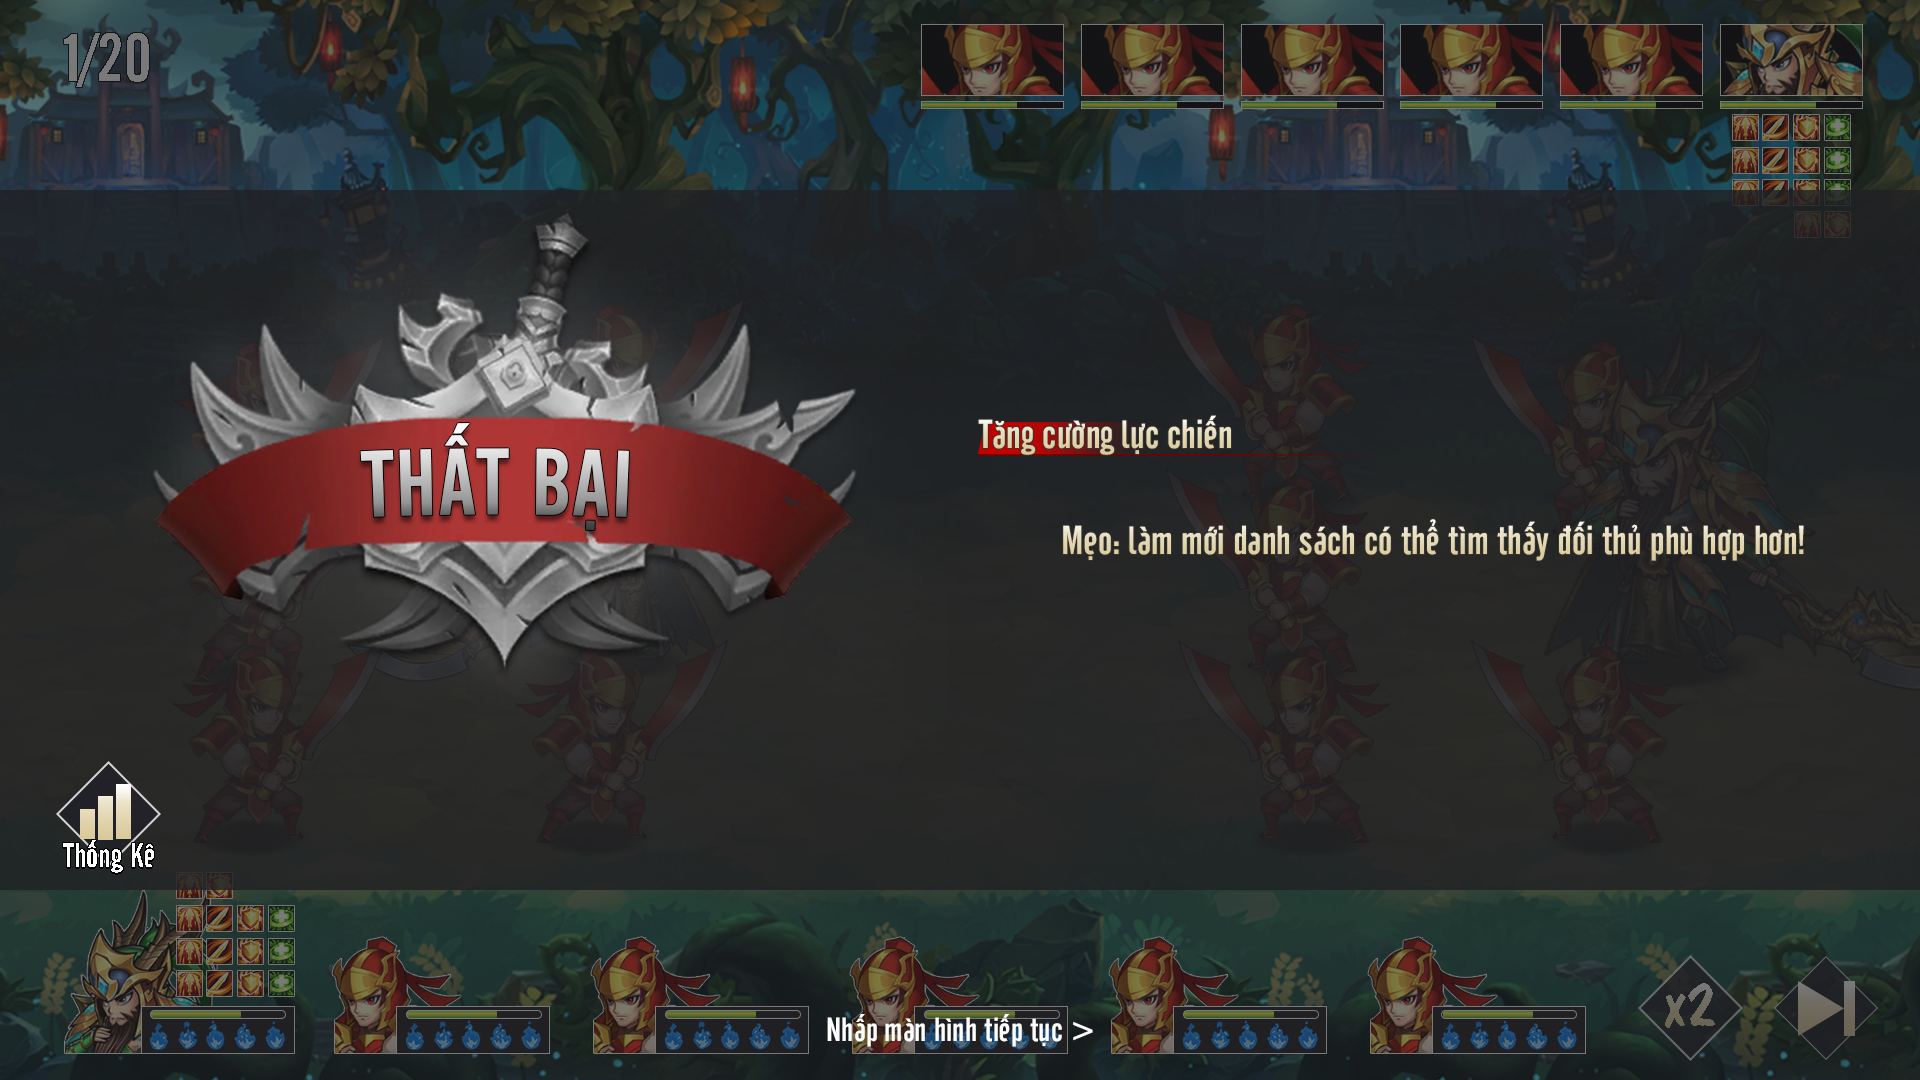 1/20
THẤT BẠI
Tăng cường lực chiến
Mẹo: làm mới danh sách có thể tìm thấy đối thủ phù hợp hơn!
Thống Kê
Nhấp màn hình tiếp tục >
x2